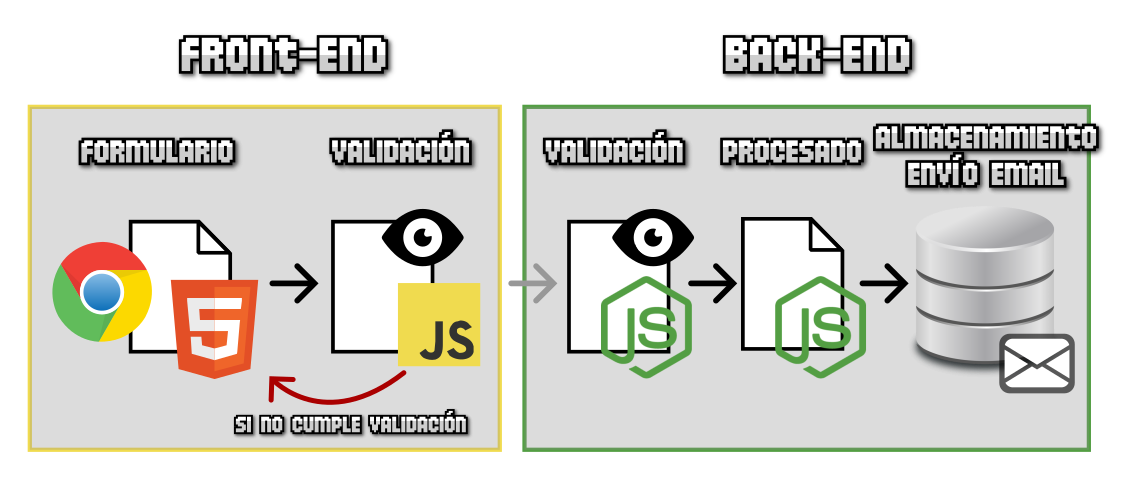 FRONT-END
BACK-END
FORMULARIO
VALIDACIÓN
VALIDACIÓN
PROCESADO
ALMACENAMIENTO
ENVÍO EMAIL
5
JS
JS
JS
SI NO CUMPLE VALIDACIÓN